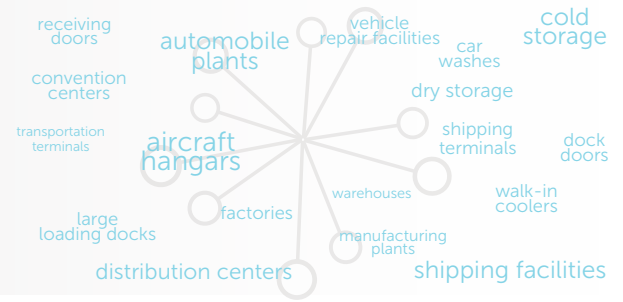 receiving
doors
automobile
plants
vehicle
repair facilities
cold
storage
car
washes
convention
centers
dry storage
transportation
terminals
aircraft
hangars
shipping
terminals
dock
doors
warehouses
walk-in
coolers
factories
large
loading docks
manufacturing
plants
distribution centers
shipping facilities